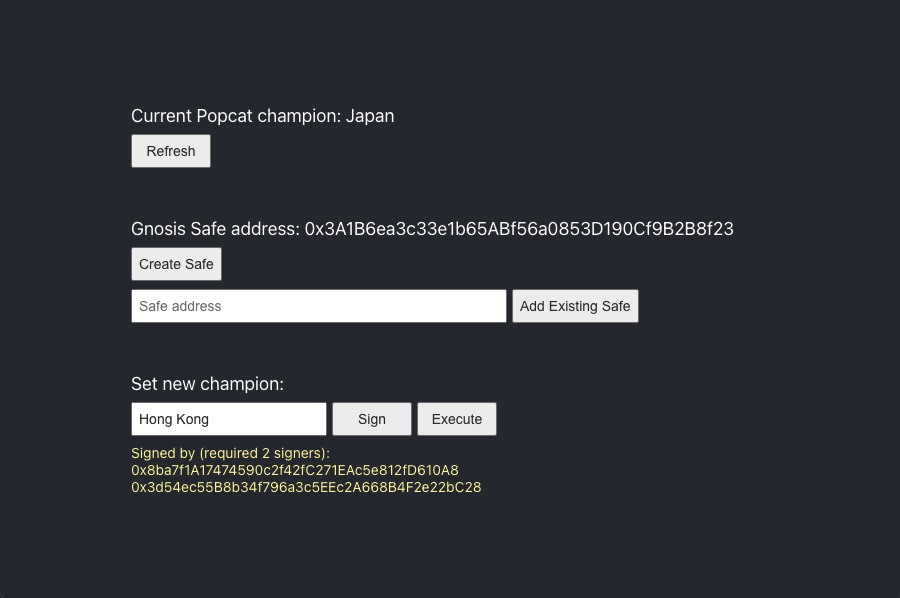 Current Popcat champion: Japan
Refresh
Gnosis Safe address: 0x3A1B6ea3c33e1b65ABf56a0853D190Cf9B2B8f23
Create Safe
Safe address
Add Existing Safe
Set new champion:
Hong Kong
Sign
Execute
Signed by (required 2 signers):
0x8ba7f1A17474590c2f42fC271EAc5e812fD610A8
0x3d54ec55B8b34f796a3c5EEc2A668B4F2e22bC28